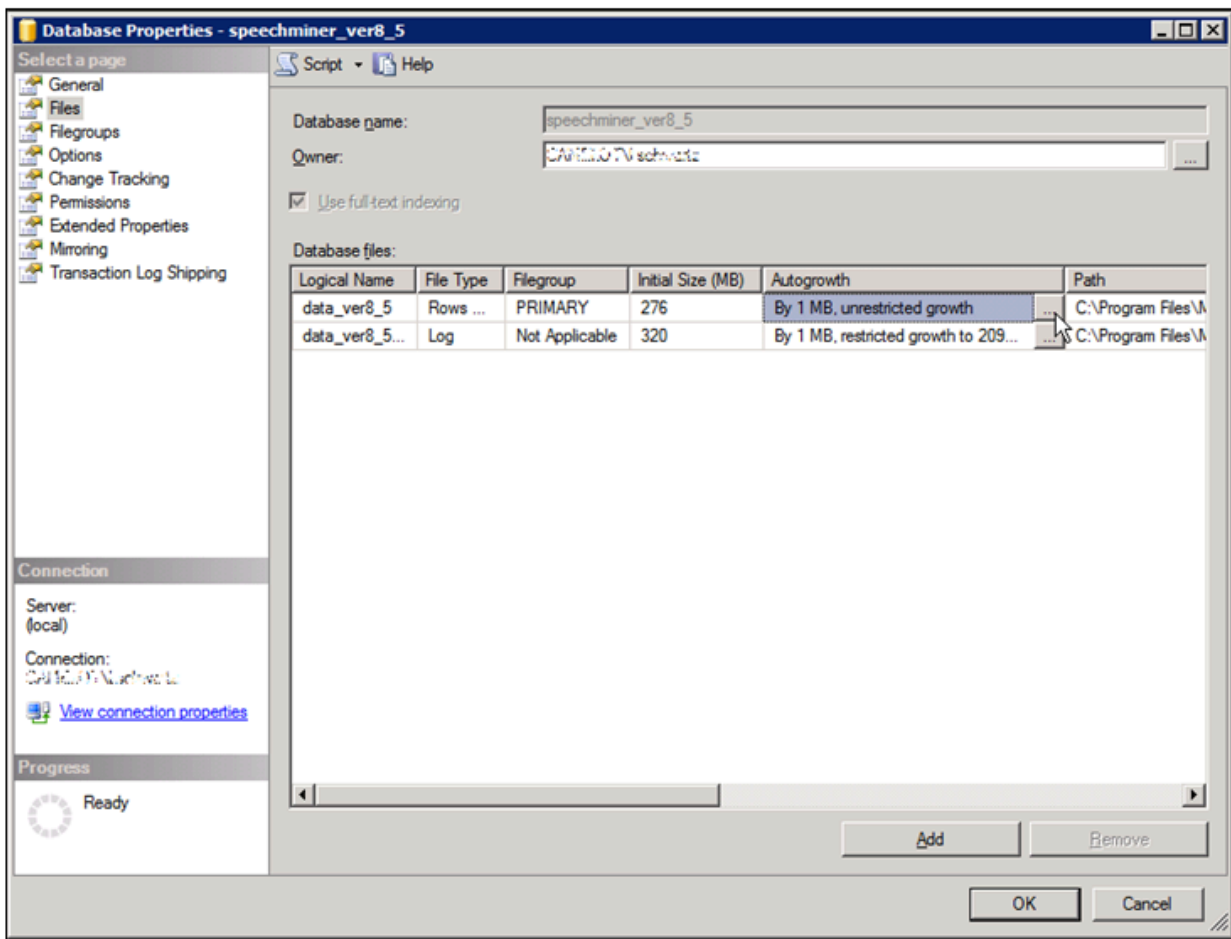 Database Properties - speechminer_ver8_5
Select a page
General
Files
Filegroups
Options
Change Tracking
Permissions
Extended Properties
Mirroring
Transaction Log Shipping
Connection
Server:
(local)
Connection:
View connection properties
Progress
Ready
Script Help
Database name: speechminer_ver8_5
Owner: ...
Use full-text indexing
Database files:
Logical Name File Type Filegroup Initial Size (MB) Autogrowth Path
data_ver8_5 Rows ... PRIMARY 276 By 1 MB, unrestricted growth ... C:\Program Files\M
data_ver8_5... Log Not Applicable 320 By 1 MB, restricted growth to 209... ... C:\Program Files\M
Add Remove
OK Cancel